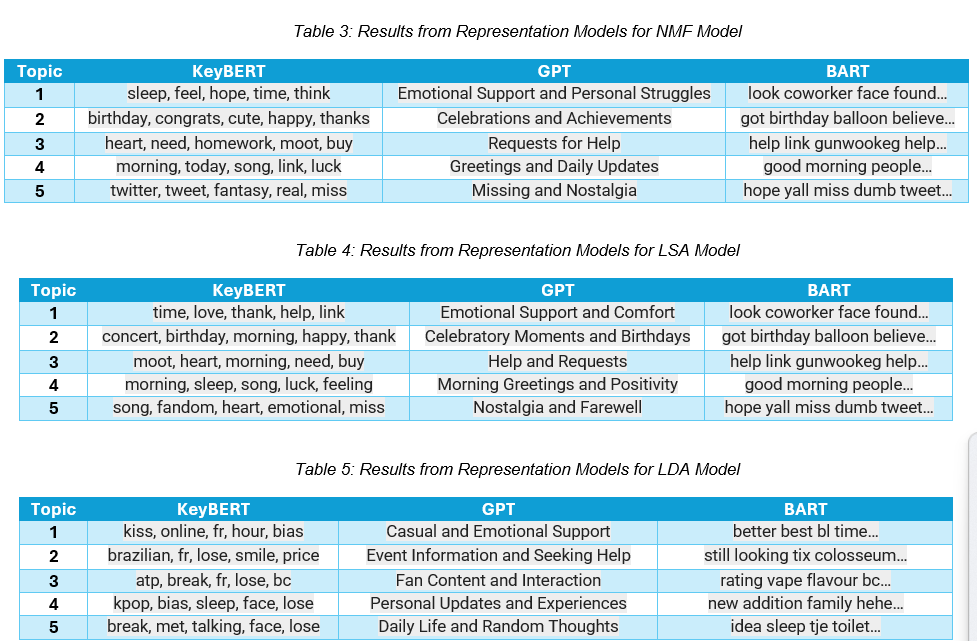 Table 3: Results from Representation Models for NMF Model
Topic KeyBERT GPT BART
1 sleep, feel, hope, time, think Emotional Support and Personal Struggles look coworker face found...
2 birthday, congrats, cute, happy, thanks Celebrations and Achievements got birthday balloon believe...
3 heart, need, homework, moot, buy Requests for Help help link gunwookeg help...
4 morning, today, song, link, luck Greetings and Daily Updates good morning people...
5 twitter, tweet, fantasy, real, miss Missing and Nostalgia hope yall miss dumb tweet...
Table 4: Results from Representation Models for LSA Model
Topic KeyBERT GPT BART
1 time, love, thank, help, link Emotional Support and Comfort look coworker face found...
2 concert, birthday, morning, happy, thank Celebratory Moments and Birthdays got birthday balloon believe...
3 moot, heart, morning, need, buy Help and Requests help link gunwookeg help...
4 morning, sleep, song, luck, feeling Morning Greetings and Positivity good morning people...
5 song, fandom, heart, emotional, miss Nostalgia and Farewell hope yall miss dumb tweet...
Table 5: Results from Representation Models for LDA Model
Topic KeyBERT GPT BART
1 kiss, online, fr, hour, bias Casual and Emotional Support better best bl time...
2 brazilian, fr, lose, smile, price Event Information and Seeking Help still looking tix colosseum...
3 atp, break, fr, lose, bc Fan Content and Interaction rating vape flavour bc...
4 kpop, bias, sleep, face, lose Personal Updates and Experiences new addition family hehe...
5 break, met, talking, face, lose Daily Life and Random Thoughts idea sleep tje toilet...